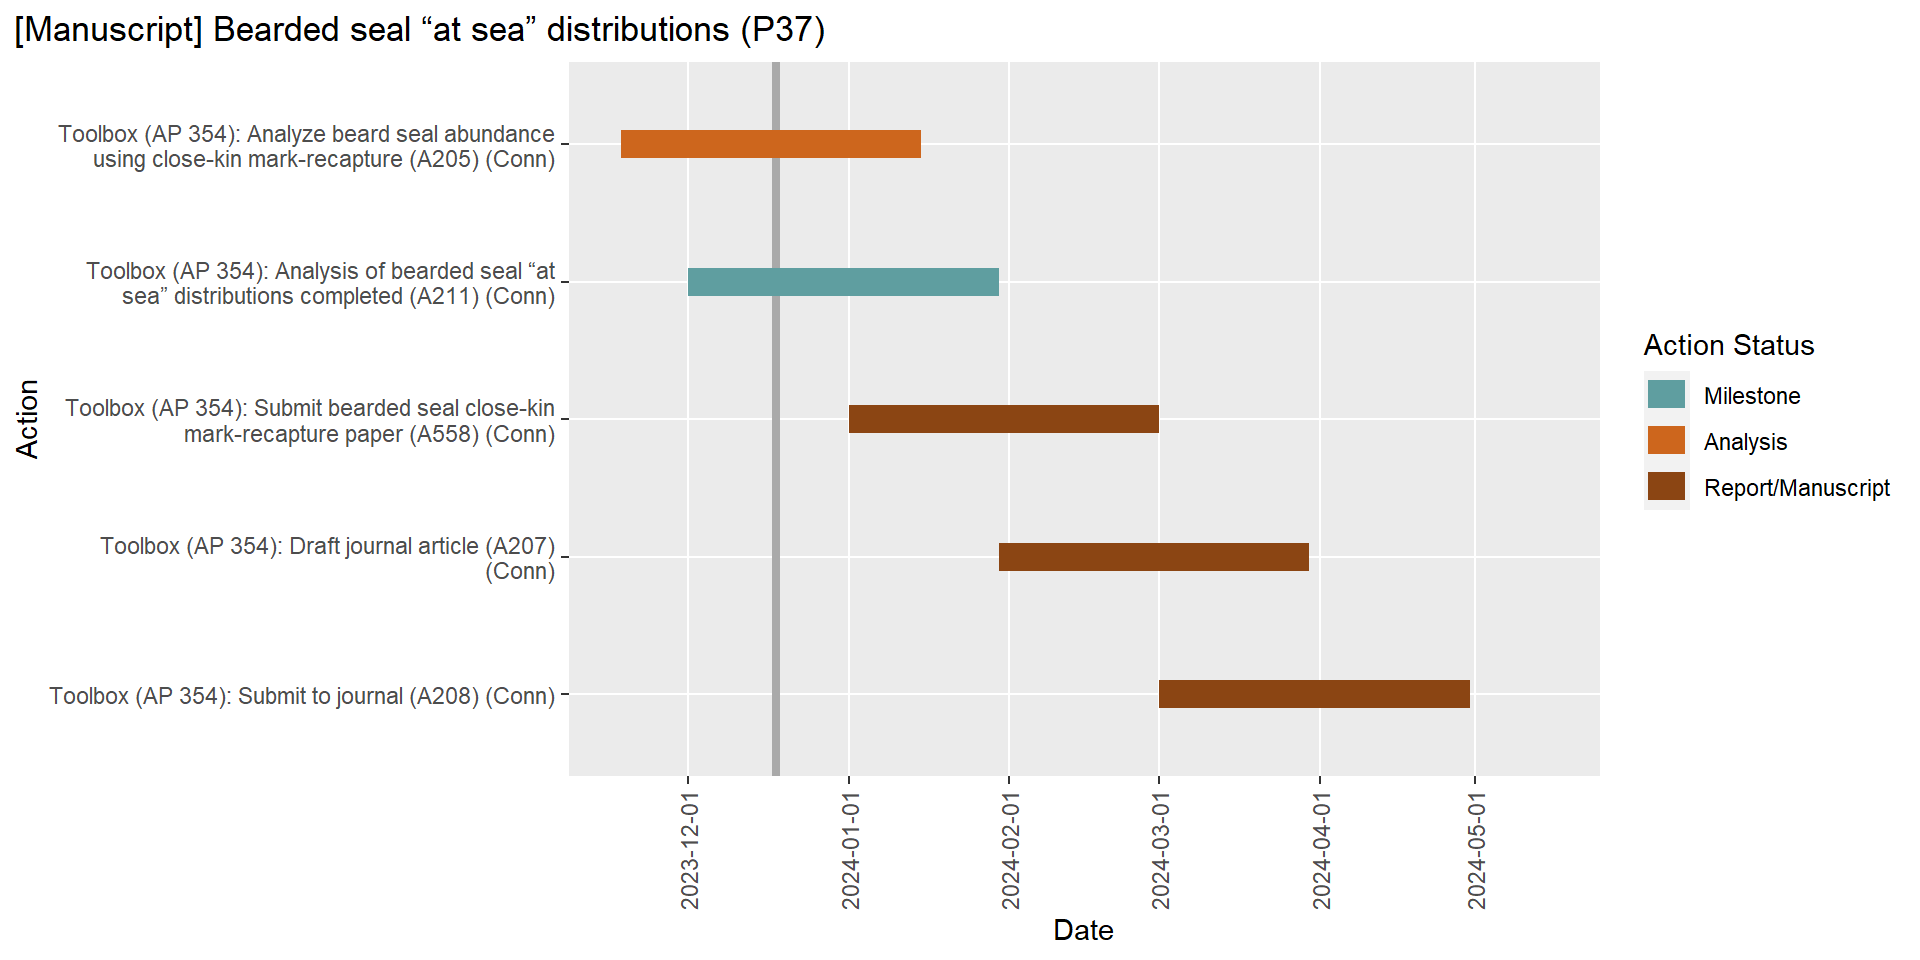 [Manuscript] Bearded seal “at sea” distributions (P37)
Action
Toolbox (AP 354): Analyze beard seal abundance
using close-kin mark-recapture (A205) (Conn)
Toolbox (AP 354): Analysis of bearded seal “at
sea” distributions completed (A211) (Conn)
Toolbox (AP 354): Submit bearded seal close-kin
mark-recapture paper (A558) (Conn)
Toolbox (AP 354): Draft journal article (A207)
(Conn)
Toolbox (AP 354): Submit to journal (A208) (Conn)
2023-12-01
2024-01-01
2024-02-01
2024-03-01
2024-04-01
2024-05-01
Date
Action Status
Milestone
Analysis
Report/Manuscript